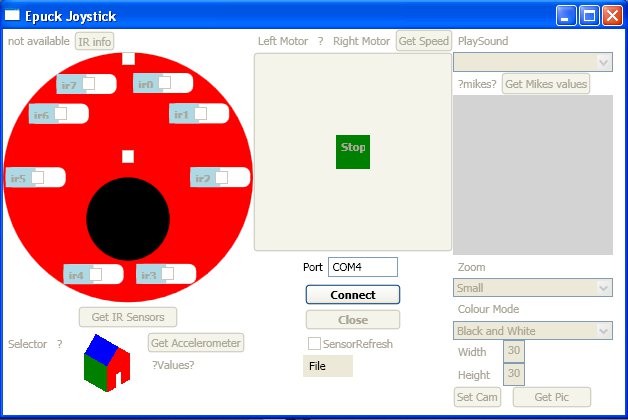 Epuck Joystick
not available IR info
Left Motor ? Right Motor Get Speed
PlaySound
ir7 ir0
ir6 ir1
ir5 ir2
ir4 ir3
Get IR Sensors
Selector ? Get Accelerometer
?Values?
Stop
Port COM4
Connect
Close
SensorRefresh
File
?mikes? Get Mikes values
Zoom
Small
Colour Mode
Black and White
Width 30
Height 30
Set Cam Get Pic